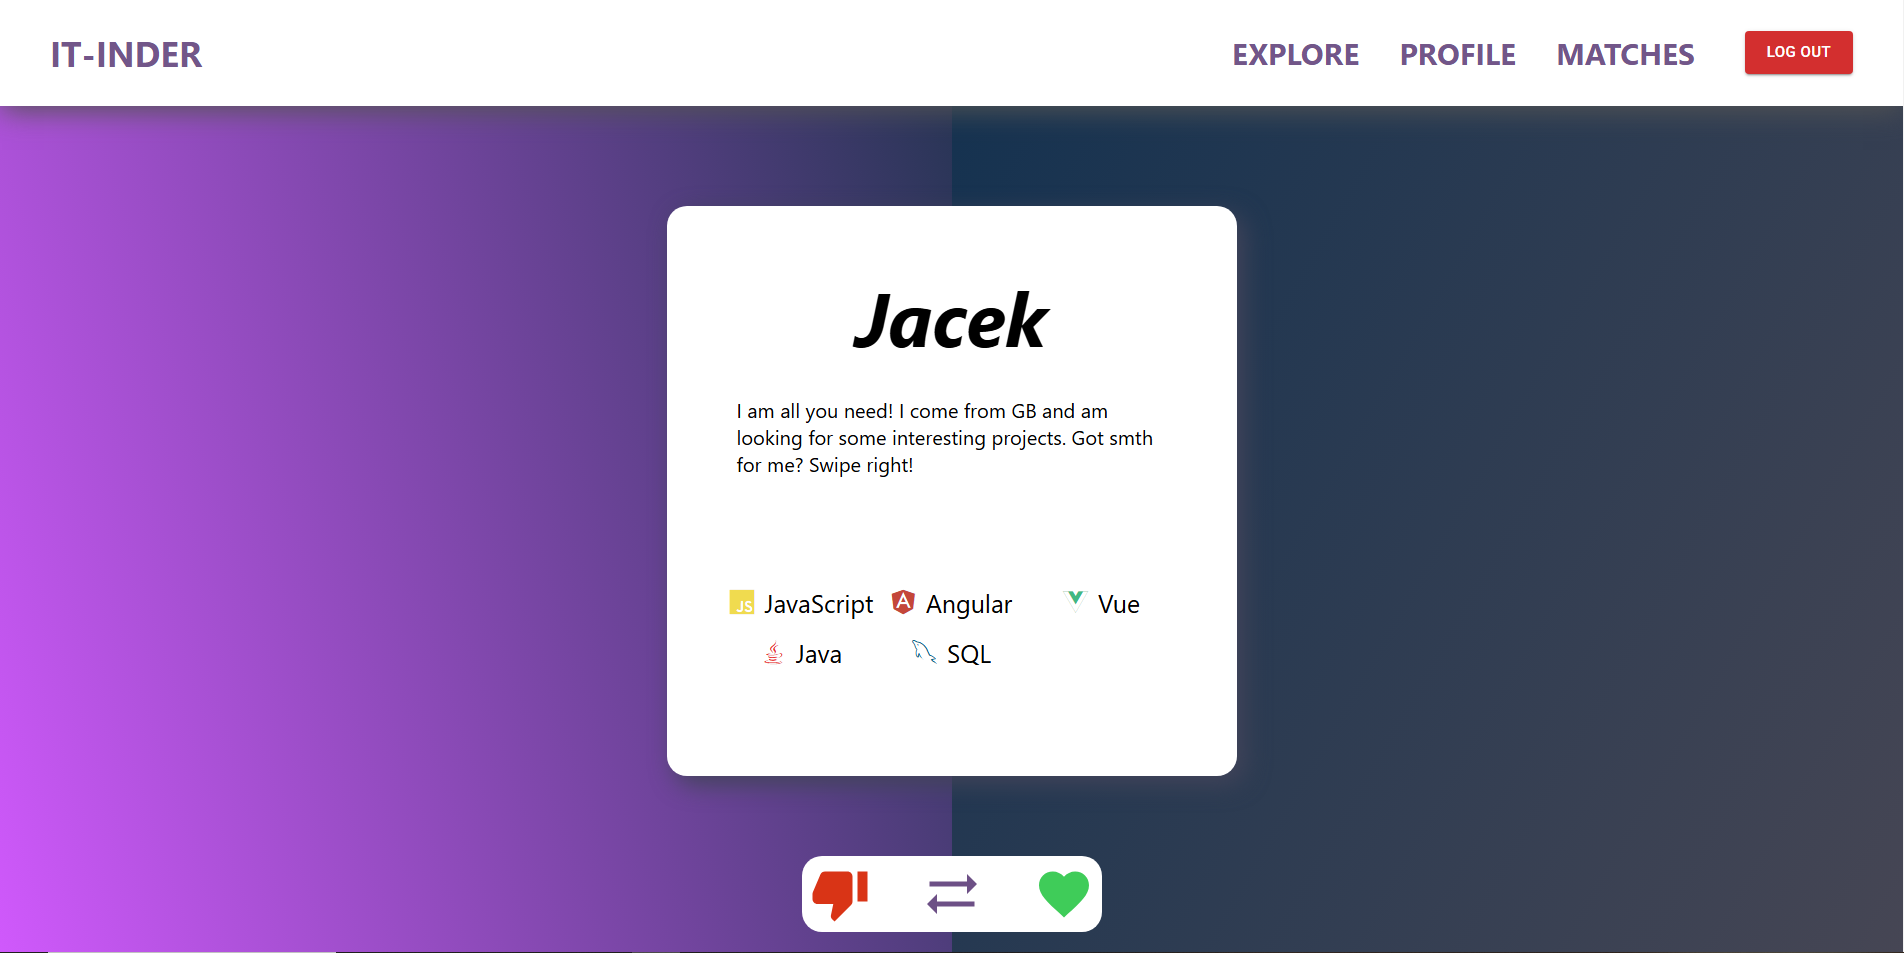 IT-INDER
EXPLORE PROFILE MATCHES LOG OUT
Jacek
I am all you need! I come from GB and am
looking for some interesting projects. Got smth
for me? Swipe right!
JS JavaScript Angular Vue
Java SQL